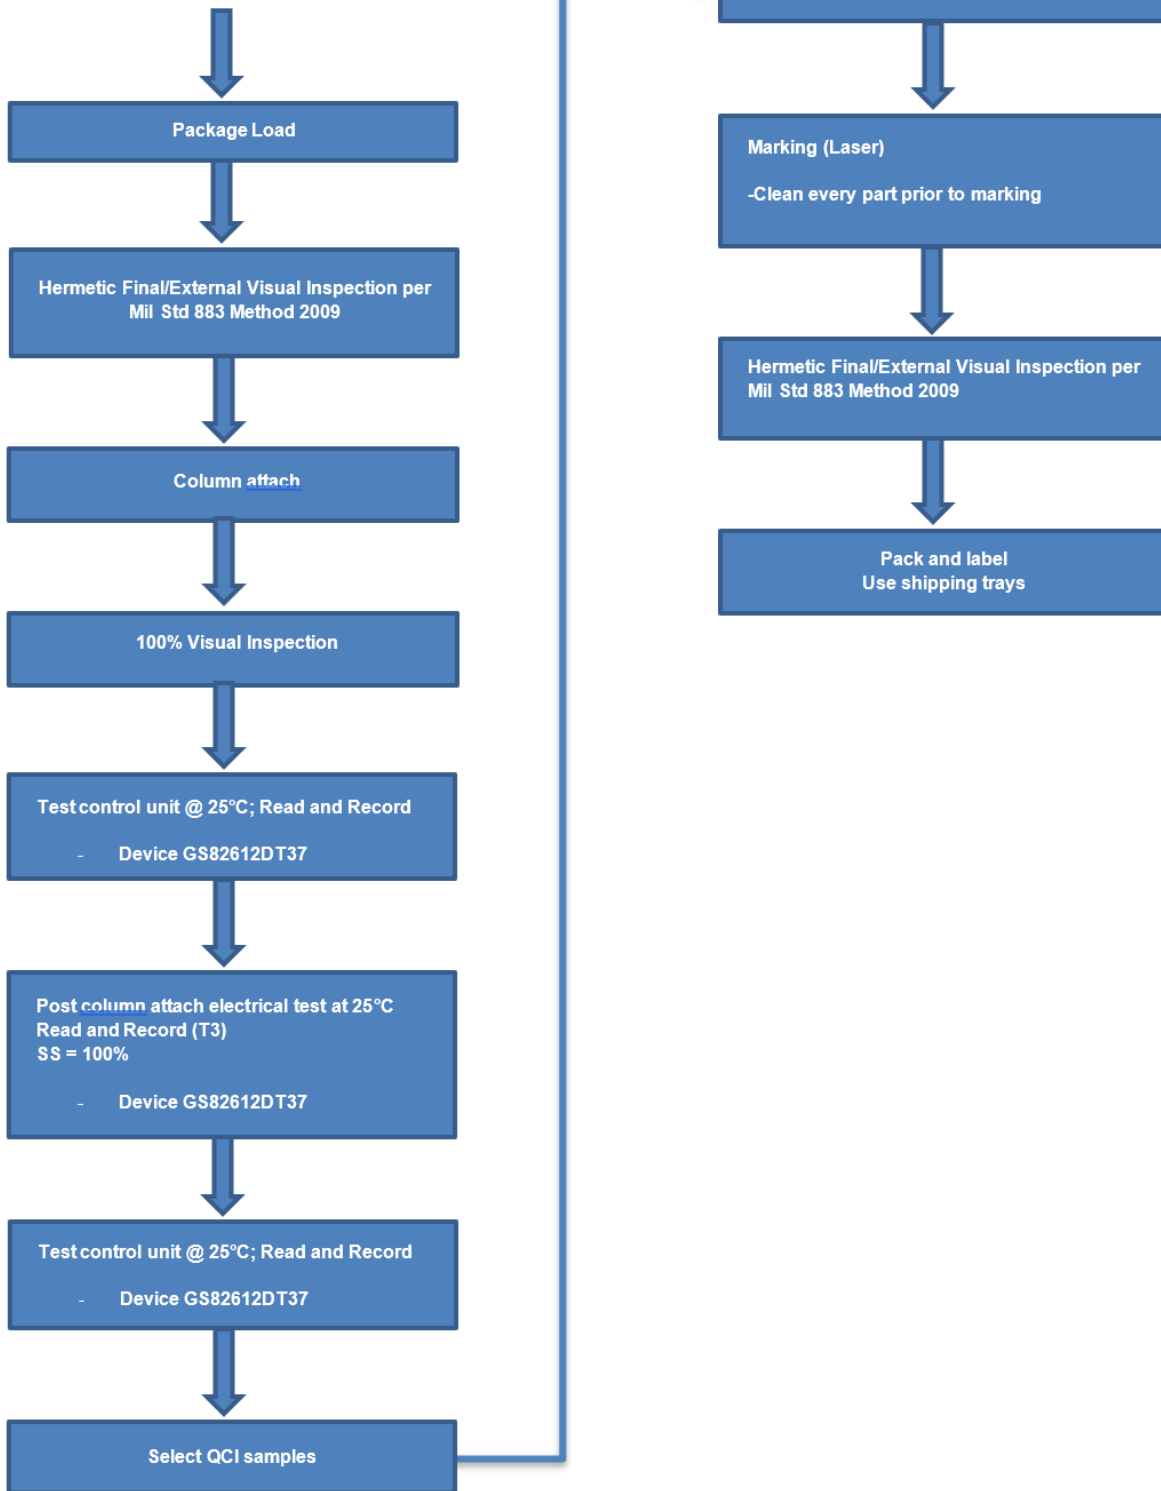 Package Load
Hermetic Final/External Visual Inspection per
Mil Std 883 Method 2009
Column attach
100% Visual Inspection
Test control unit @ 25°C; Read and Record
- Device GS82612DT37
Post column attach electrical test at 25°C
Read and Record (T3)
SS = 100%
- Device GS82612DT37
Test control unit @ 25°C; Read and Record
- Device GS82612DT37
Select QCI samples
Marking (Laser)
-Clean every part prior to marking
Hermetic Final/External Visual Inspection per
Mil Std 883 Method 2009
Pack and label
Use shipping trays